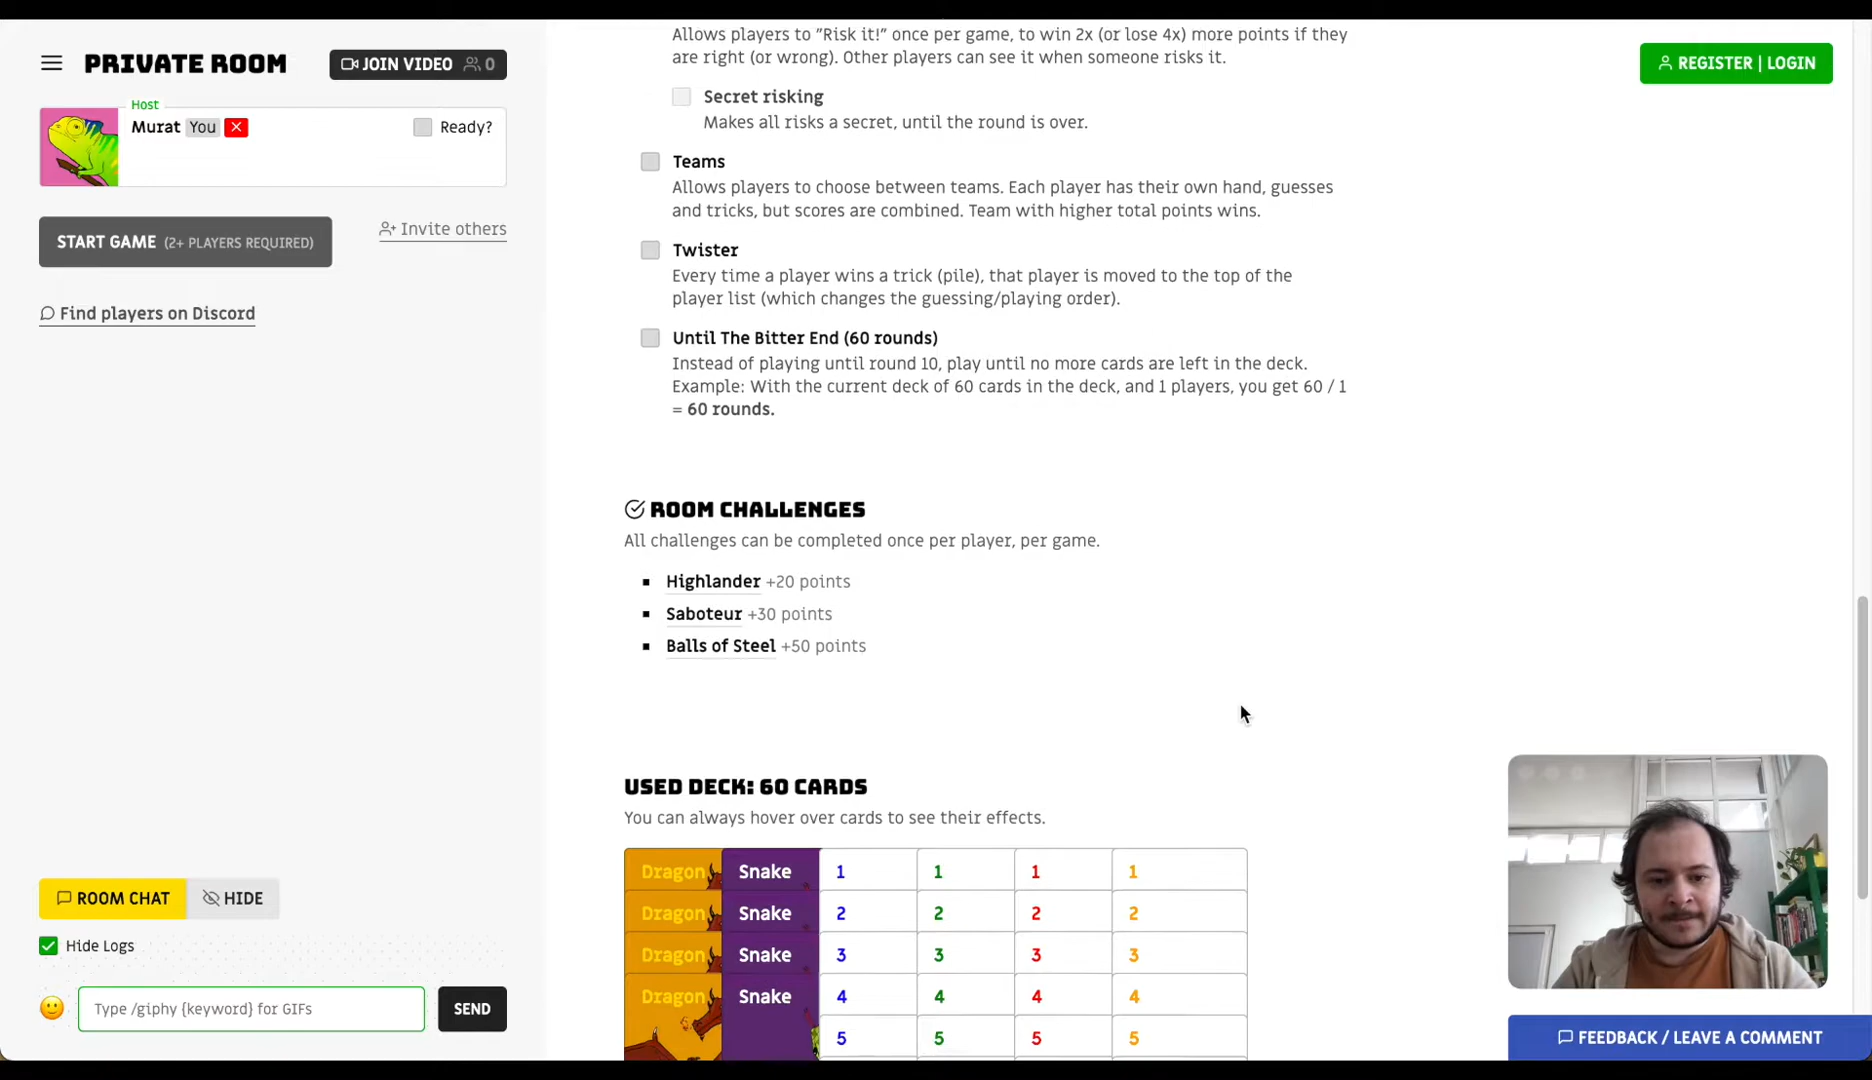 PRIVATE ROOM
JOIN VIDEO 0
Host
Murat You
Ready?
START GAME (2+ PLAYERS REQUIRED)
Invite others
Find players on Discord
ROOM CHAT
HIDE
Hide Logs
Type /giphy {keyword} for GIFs
SEND
Allows players to "Risk it!" once per game, to win 2x (or lose 4x) more points if they
are right (or wrong). Other players can see it when someone risks it.
Secret risking
Makes all risks a secret, until the round is over.
Teams
Allows players to choose between teams. Each player has their own hand, guesses
and tricks, but scores are combined. Team with higher total points wins.
Twister
Every time a player wins a trick (pile), that player is moved to the top of the
player list (which changes the guessing/playing order).
Until The Bitter End (60 rounds)
Instead of playing until round 10, play until no more cards are left in the deck.
Example: With the current deck of 60 cards in the deck, and 1 players, you get 60 / 1
= 60 rounds.
ROOM CHALLENGES
All challenges can be completed once per player, per game.
Highlander +20 points
Saboteur +30 points
Balls of Steel +50 points
USED DECK: 60 CARDS
You can always hover over cards to see their effects.
Dragon Snake 1 1 1 1
Dragon Snake 2 2 2 2
Dragon Snake 3 3 3 3
Dragon Snake 4 4 4 4
5 5 5 5
REGISTER | LOGIN
FEEDBACK / LEAVE A COMMENT